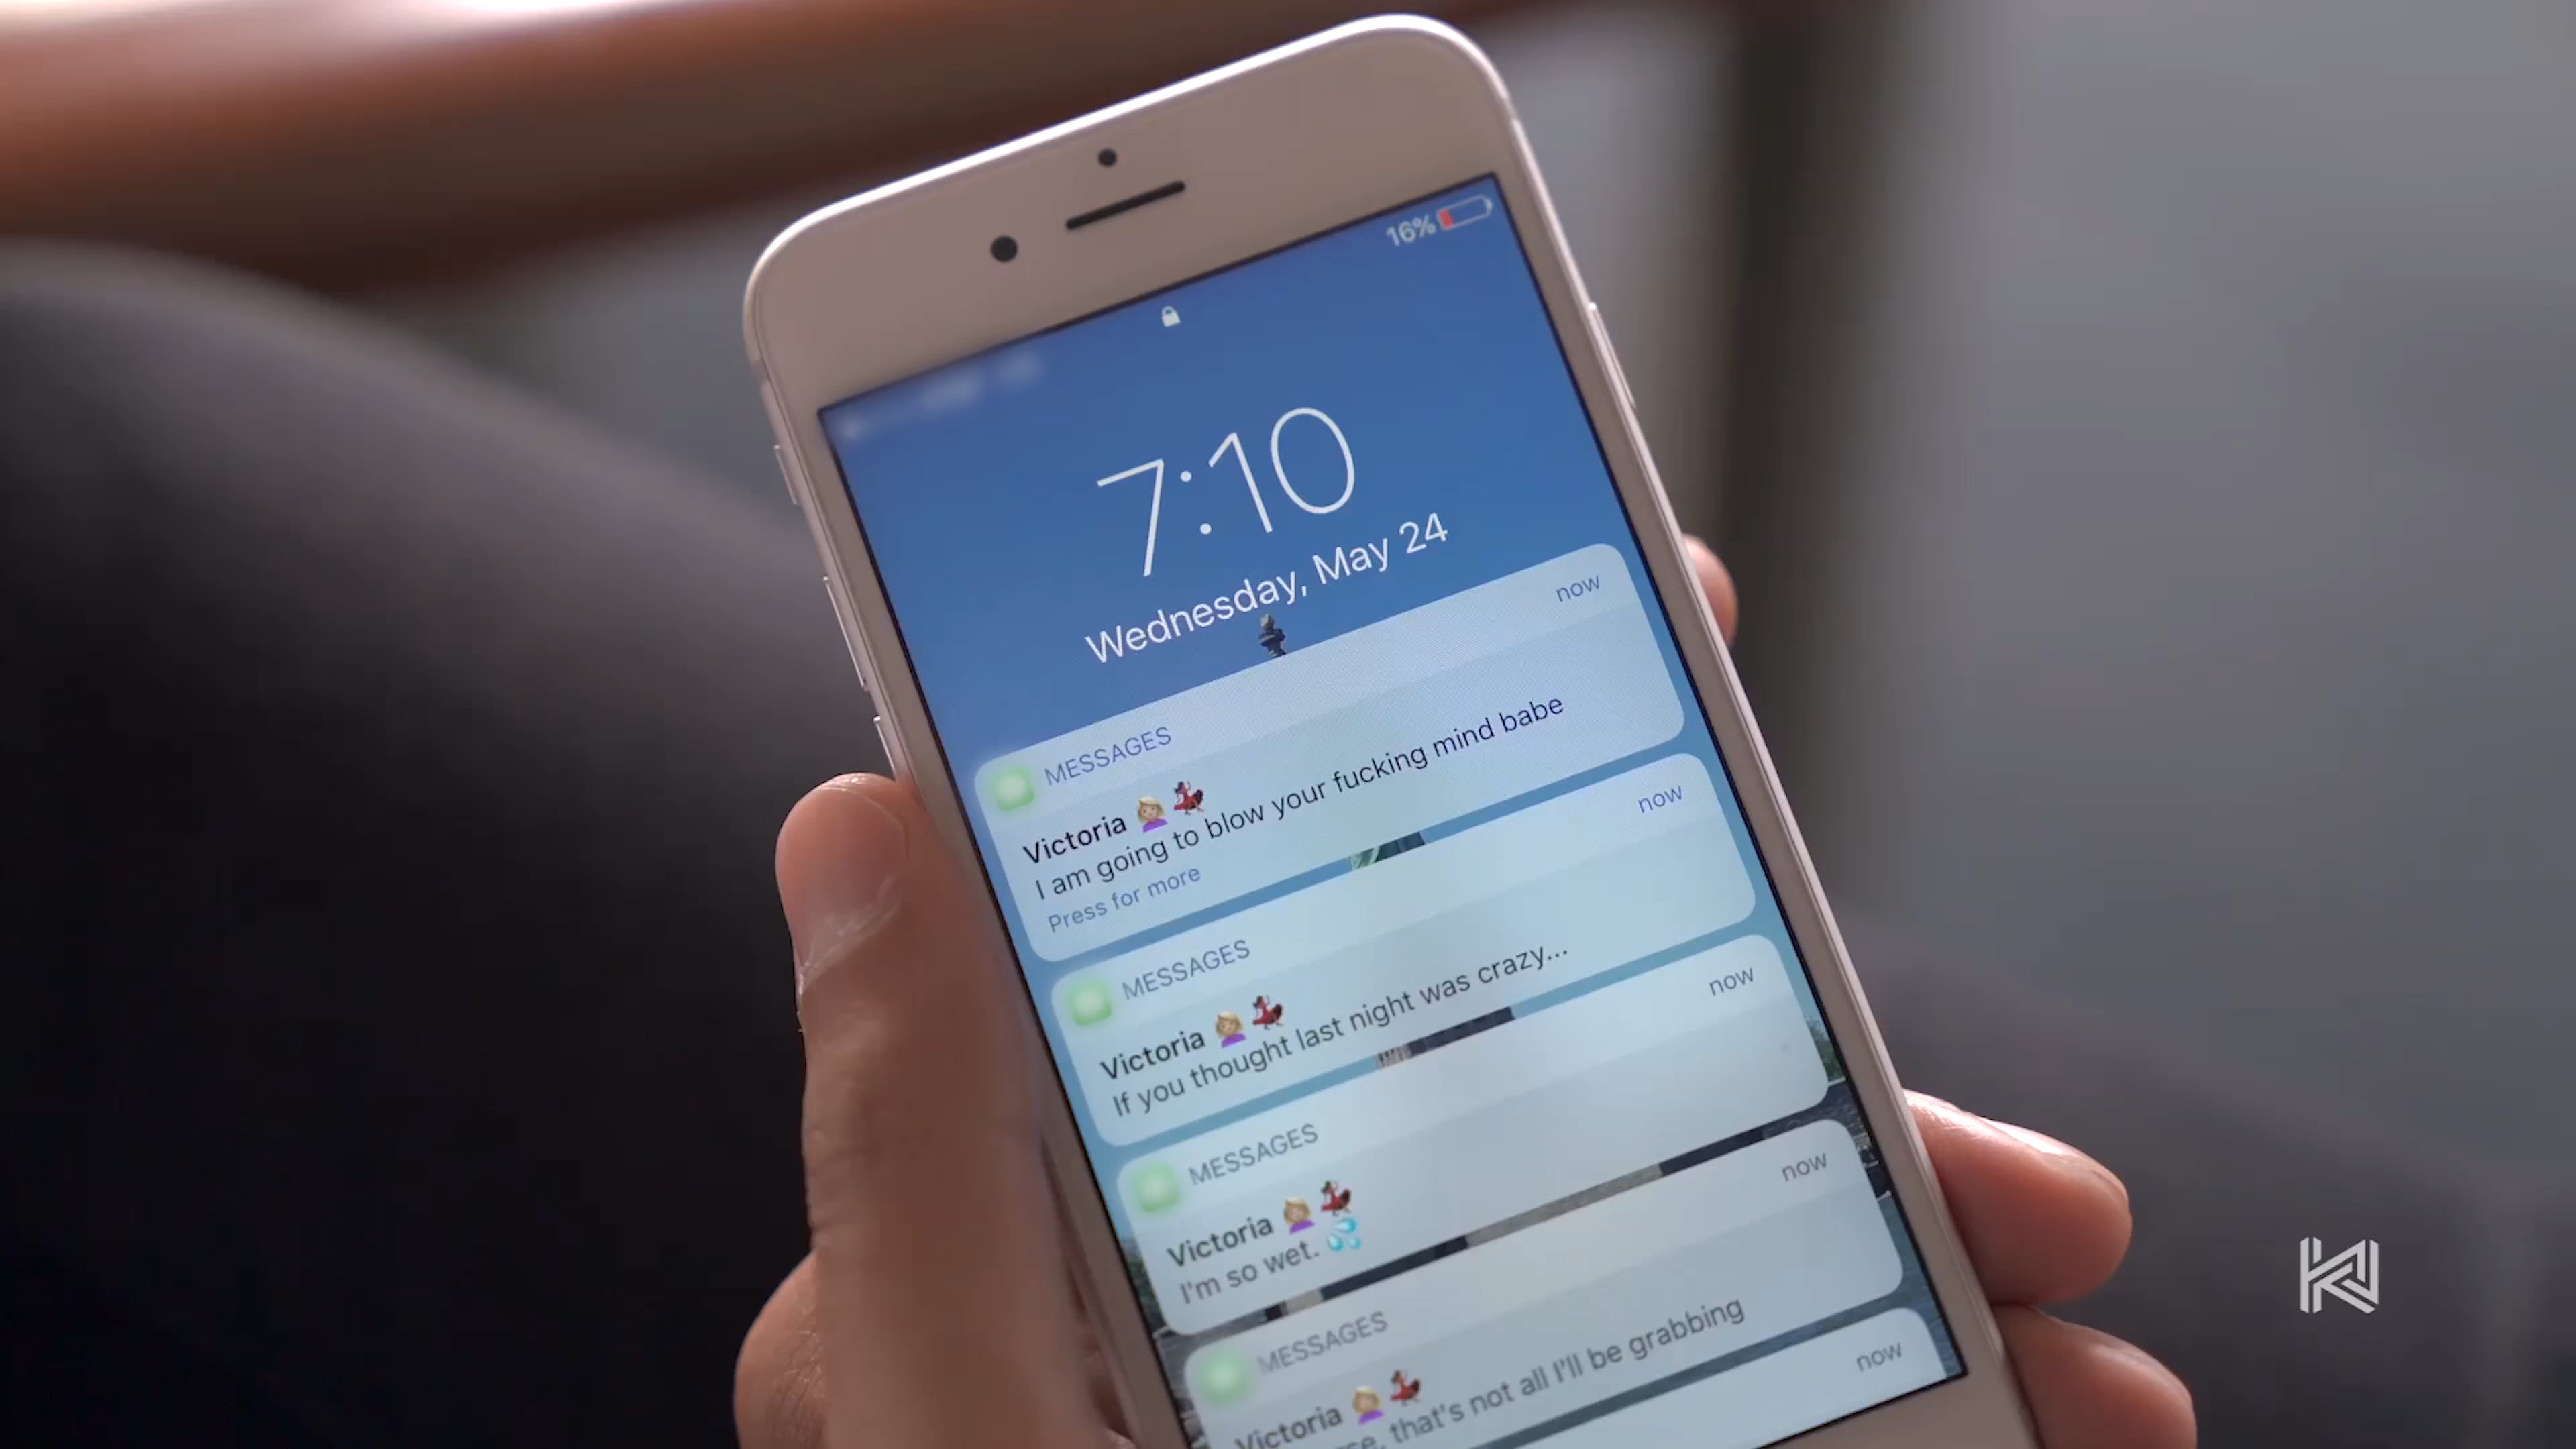 16%
7:10
Wednesday, May 24
MESSAGES now
Victoria 🙍🏼‍♀️💃
I am going to blow your fucking mind babe
Press for more
MESSAGES now
Victoria 🙍🏼‍♀️💃
If you thought last night was crazy...
MESSAGES now
Victoria 🙍🏼‍♀️💃
I'm so wet. 💦
MESSAGES now
Victoria 🙍🏼‍♀️💃
that's not all I'll be grabbing
now